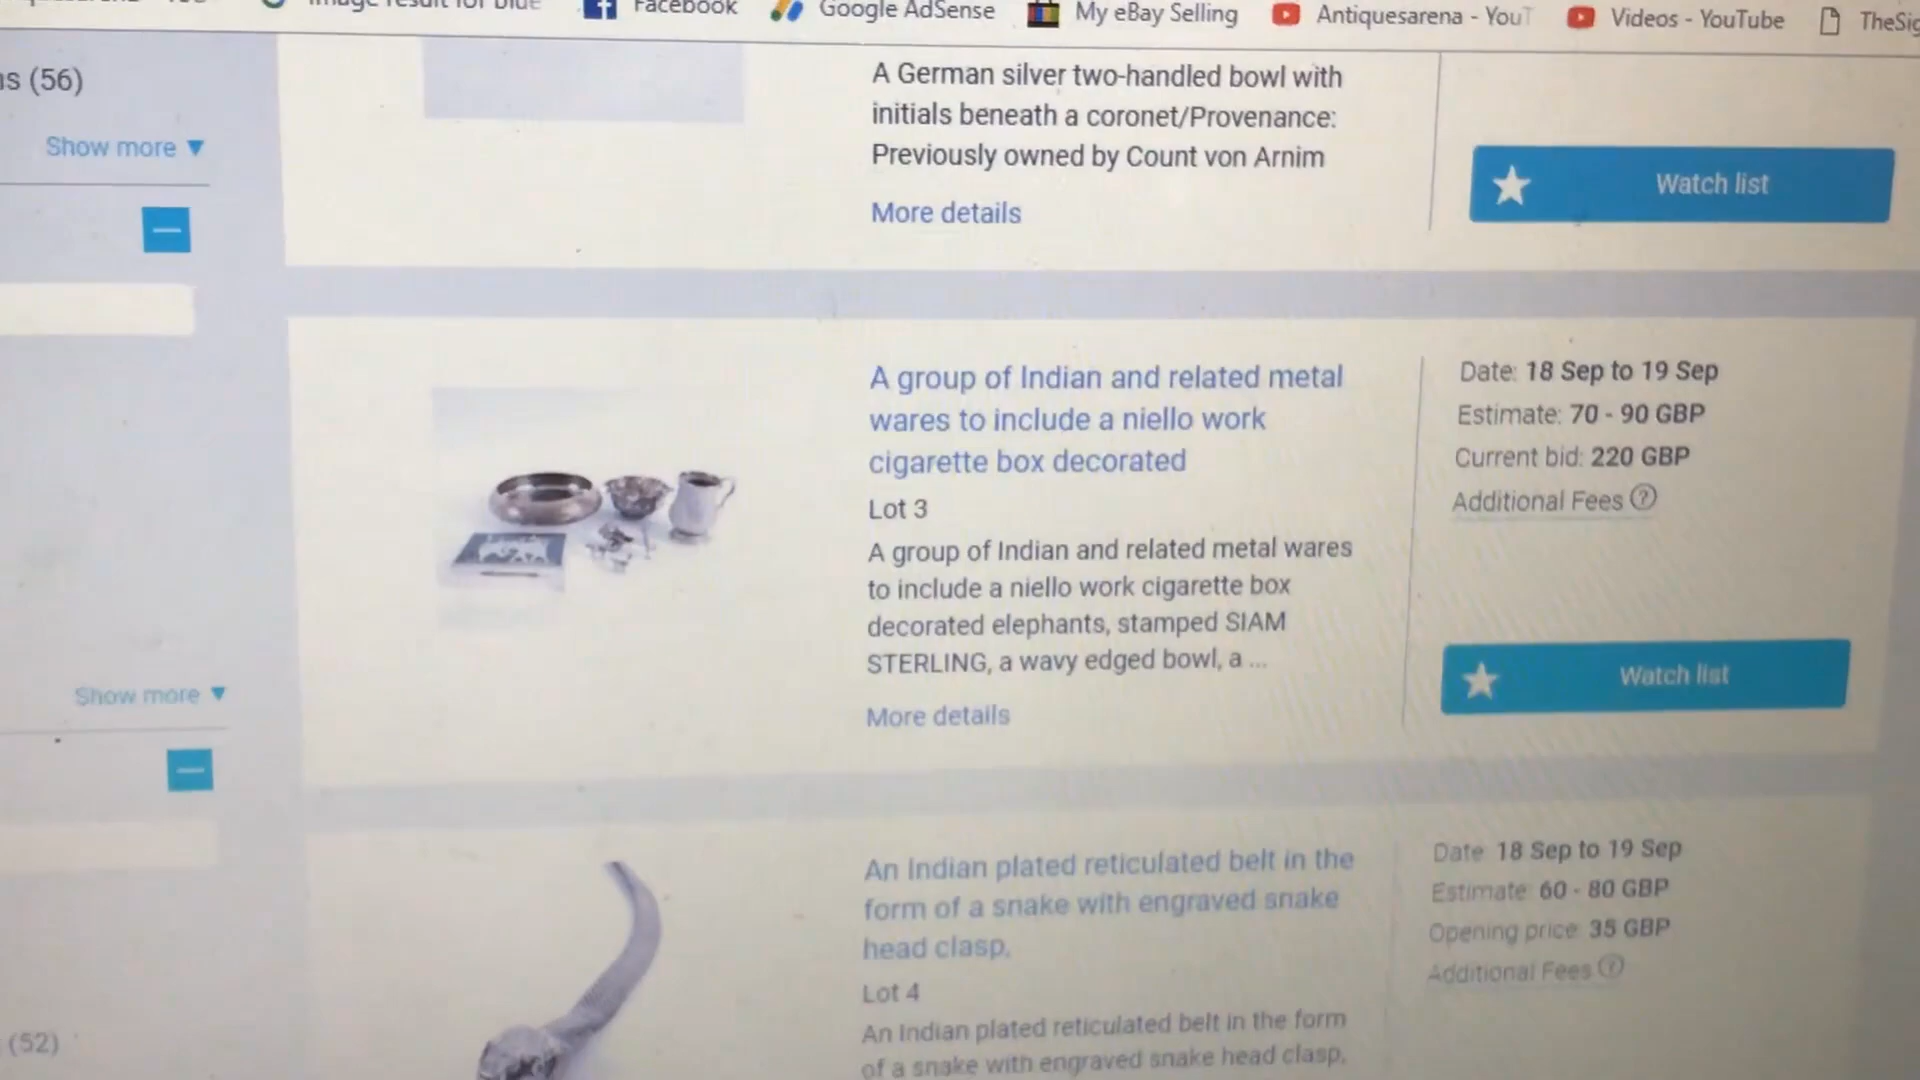 Facebook
Google AdSense
My eBay Selling
Antiquesarena - YouT
Videos - YouTube
TheSig
(56)
Show more
A German silver two-handled bowl with
initials beneath a coronet/Provenance:
Previously owned by Count von Arnim
More details
Watch list
A group of Indian and related metal
wares to include a niello work
cigarette box decorated
Lot 3
A group of Indian and related metal wares
to include a niello work cigarette box
decorated elephants, stamped SIAM
STERLING, a wavy edged bowl, a ...
More details
Date: 18 Sep to 19 Sep
Estimate: 70 - 90 GBP
Current bid: 220 GBP
Additional Fees ?
Watch list
Show more
An Indian plated reticulated belt in the
form of a snake with engraved snake
head clasp,
Lot 4
An Indian plated reticulated belt in the form
of a snake with engraved snake head clasp,
Date: 18 Sep to 19 Sep
Estimate: 60 - 80 GBP
Opening price: 35 GBP
Additional Fees ?
(52)